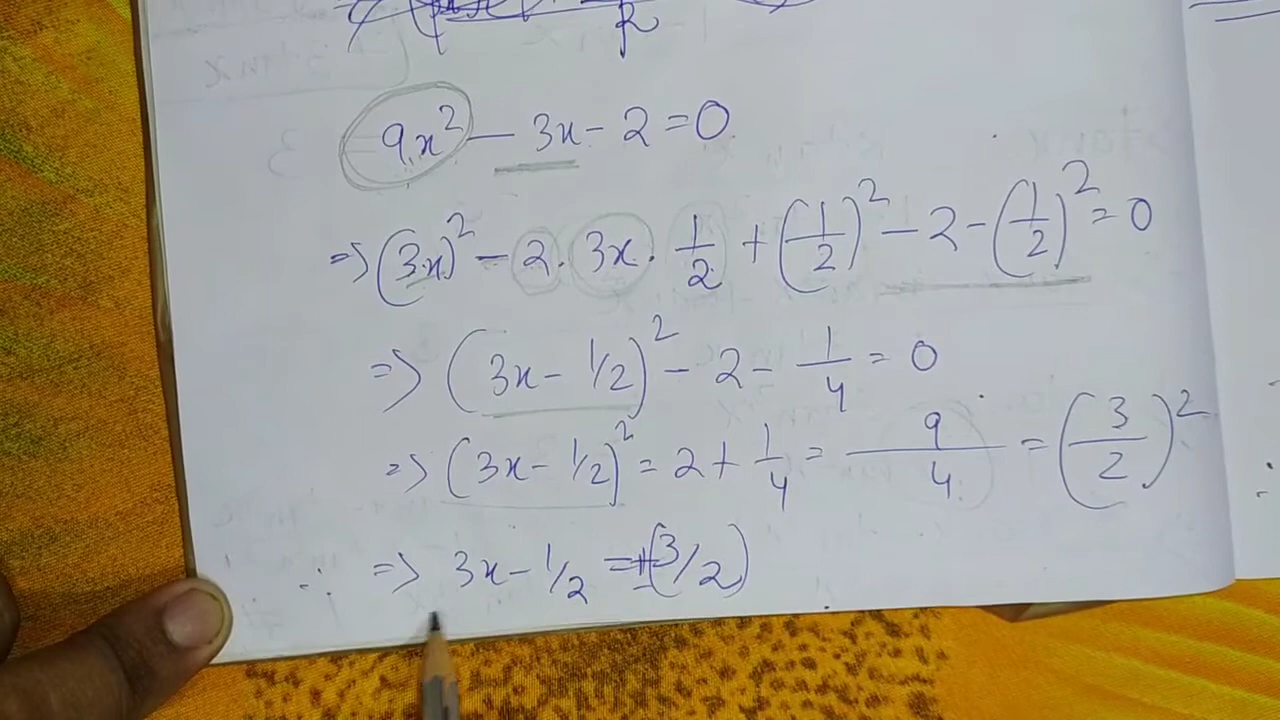 9x² - 3x - 2 = 0
=> (3x)² - 2 . 3x . 1/2 + (1/2)² - 2 - (1/2)² = 0
=> (3x - 1/2)² - 2 - 1/4 = 0
=> (3x - 1/2)² = 2 + 1/4 = 9/4 = (3/2)²
∴ => 3x - 1/2 = ±(3/2)